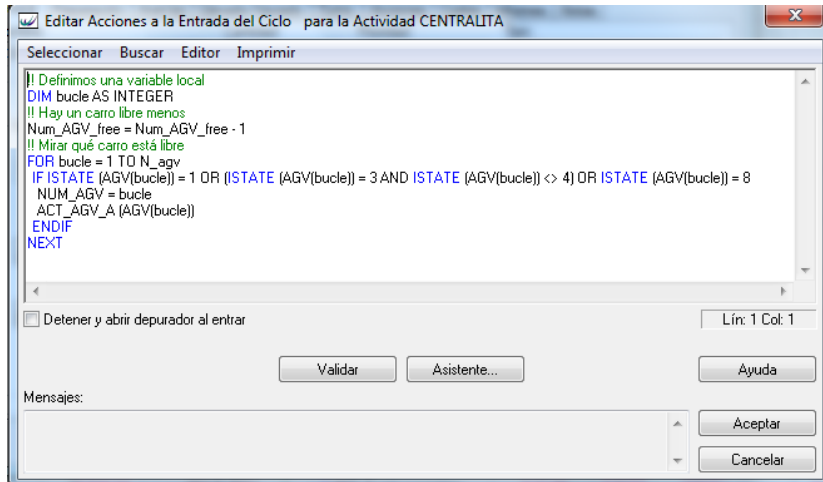 Editar Acciones a la Entrada del Ciclo para la Actividad CENTRALITA
Seleccionar Buscar Editor Imprimir
!! Definimos una variable local
DIM bucle AS INTEGER
!! Hay un carro libre menos
Num_AGV_free = Num_AGV_free - 1
!! Mirar qué carro está libre
FOR bucle = 1 TO N_agv
IF ISTATE (AGV(bucle)) = 1 OR (ISTATE (AGV(bucle)) = 3 AND ISTATE (AGV(bucle)) <> 4) OR ISTATE (AGV(bucle)) = 8
NUM_AGV = bucle
ACT_AGV_A (AGV(bucle))
ENDIF
NEXT
Detener y abrir depurador al entrar
Lín: 1 Col: 1
Validar Asistente... Ayuda
Mensajes:
Aceptar
Cancelar